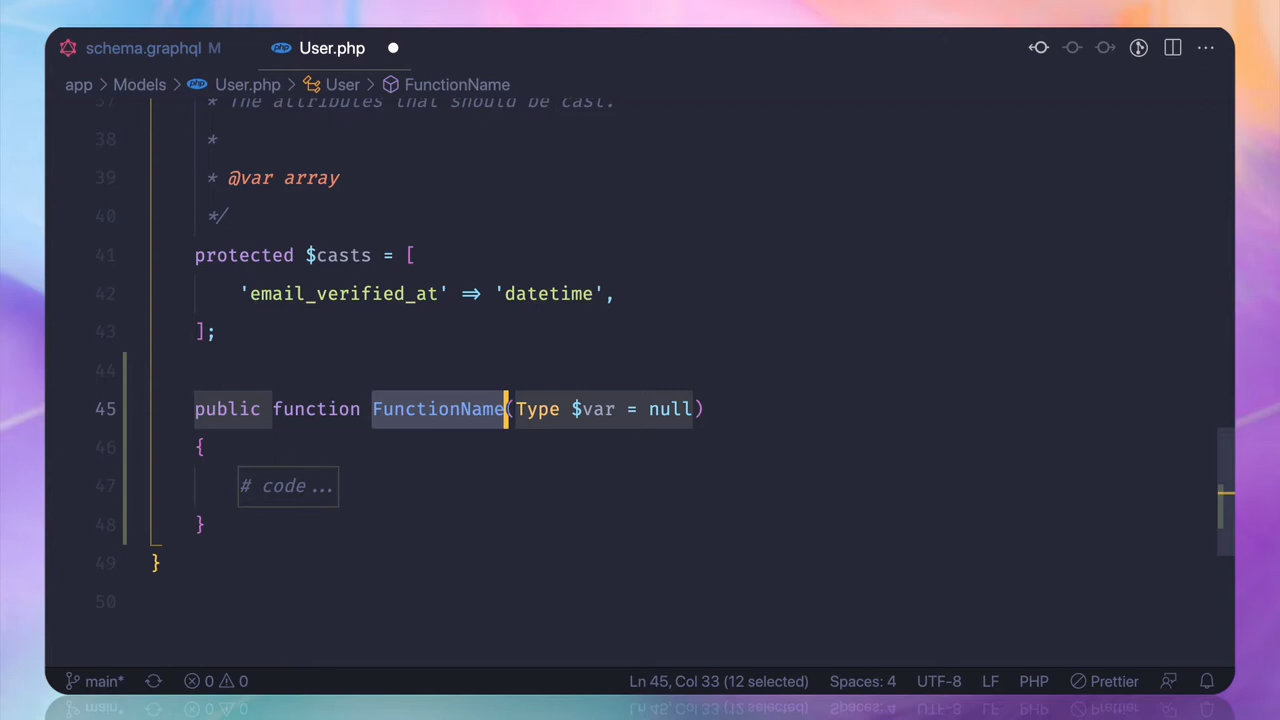 schema.graphql M
php User.php
app > Models > php User.php > User > FunctionName
37 * The attributes that should be cast.
38 *
39 * @var array
40 */
41 protected $casts = [
42 'email_verified_at' => 'datetime',
43 ];
44
45 public function FunctionName(Type $var = null)
46 {
47 # code...
48 }
49 }
50
main* 0 0 Ln 45, Col 33 (12 selected) Spaces: 4 UTF-8 LF PHP Prettier